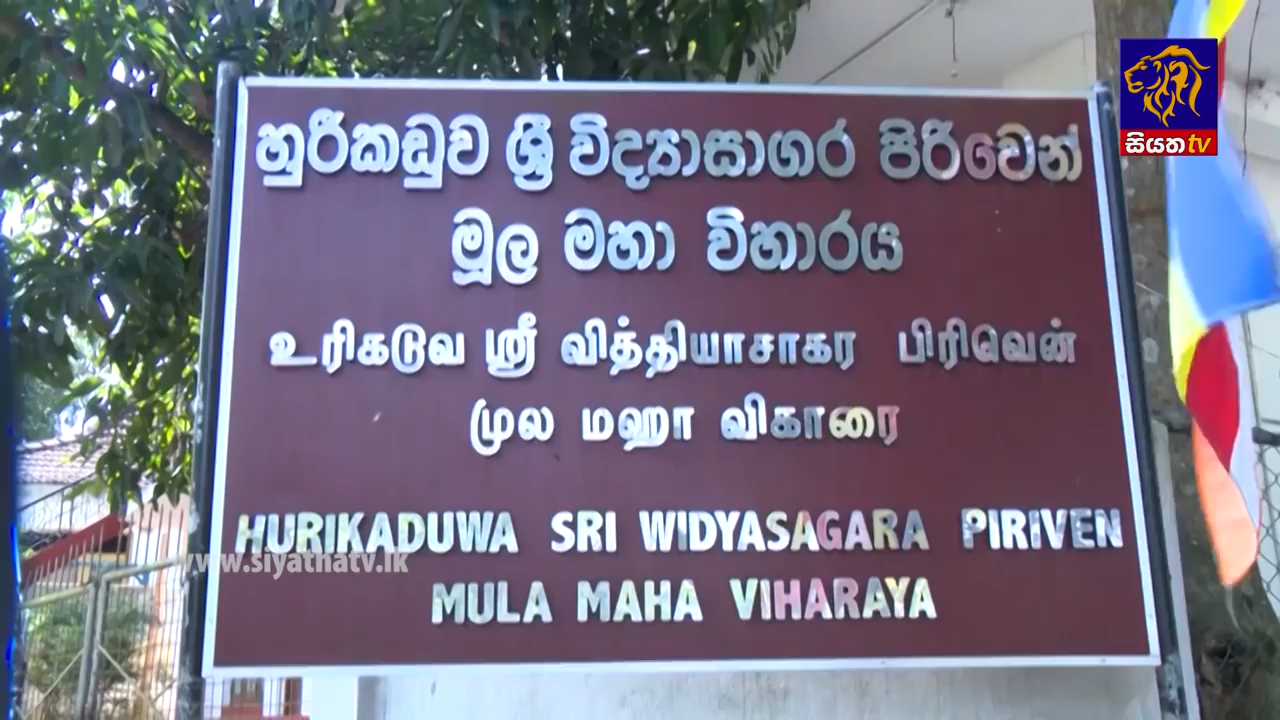 සියත tv
හුරිකඩුව ශ්‍රී විද්‍යාසාගර පිරිවෙන්
මූල මහා විහාරය
உரிகடுவ ஸ்ரீ வித்தியாசாகர பிரிவென்
முல மஹா விகாரை
HURIKADUWA SRI WIDYASAGARA PIRIVEN
MULA MAHA VIHARAYA
www.siyathatv.lk